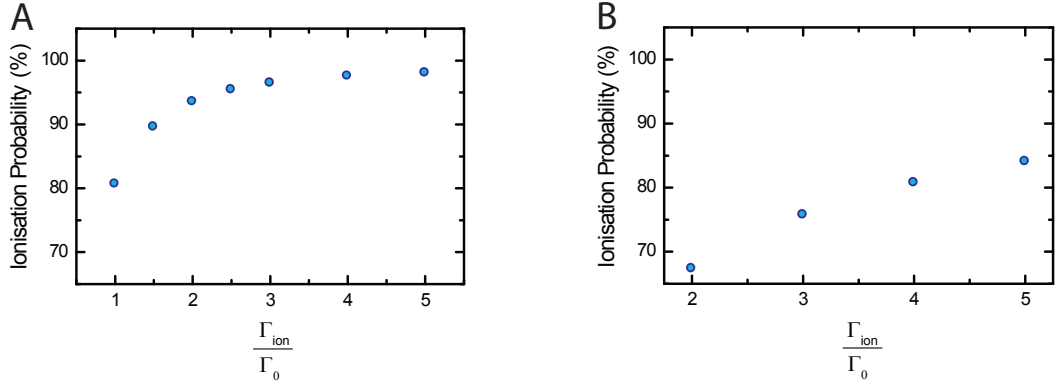 A
Ionisation Probability (%)
100
90
80
70
1 2 3 4 5
Γion
Γ0
B
Ionisation Probability (%)
100
90
80
70
2 3 4 5
Γion
Γ0